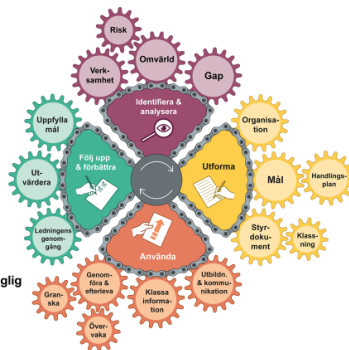 Risk
Omvärld
Verk-
samhet
Gap
Identifiera &
analysera
Uppfylla
mål
Organisa-
tion
Följ upp
& förbättra
Utforma
Ut-
värdera
Mål
Handlings-
plan
Ledningens
genom-
gång
Styr-
doku-
ment
Klass-
ning
Använda
glig
Gran-
ska
Genom-
föra &
efterleva
Klassa
informa-
tion
Utbildn.
& kommu-
nikation
Över-
vaka